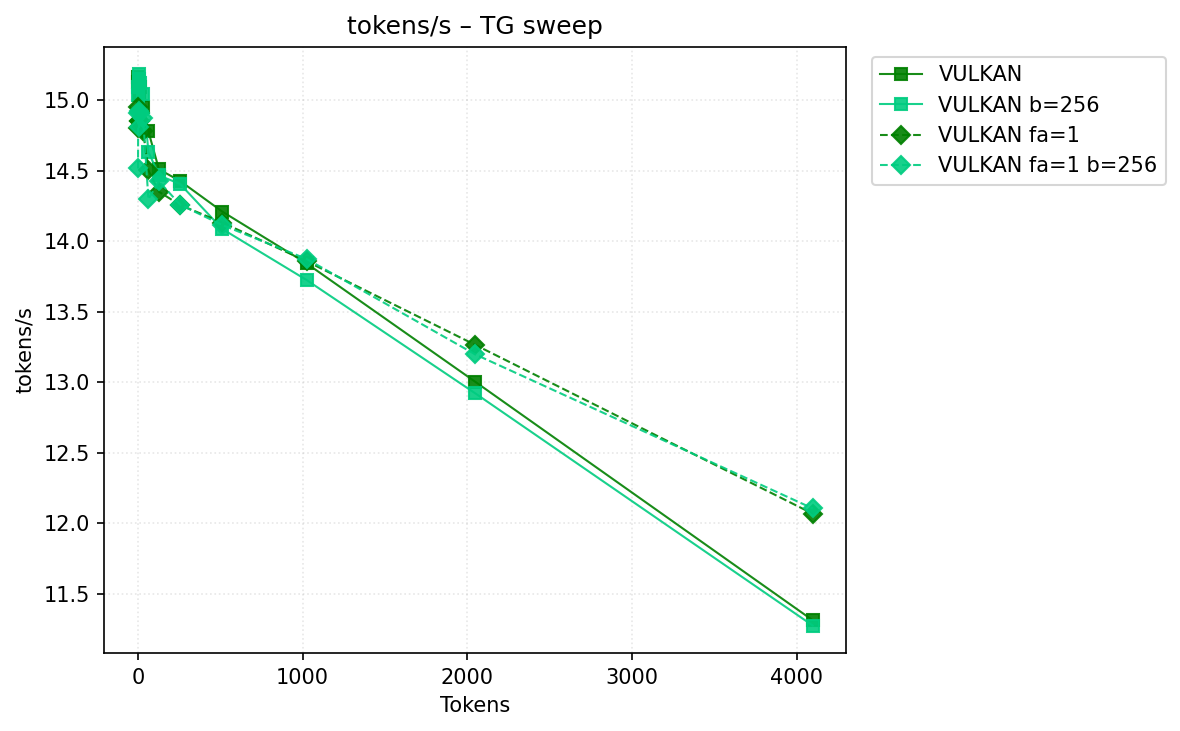 tokens/s – TG sweep
VULKAN
VULKAN b=256
VULKAN fa=1
VULKAN fa=1 b=256
tokens/s
15.0
14.5
14.0
13.5
13.0
12.5
12.0
11.5
0
1000
2000
3000
4000
Tokens